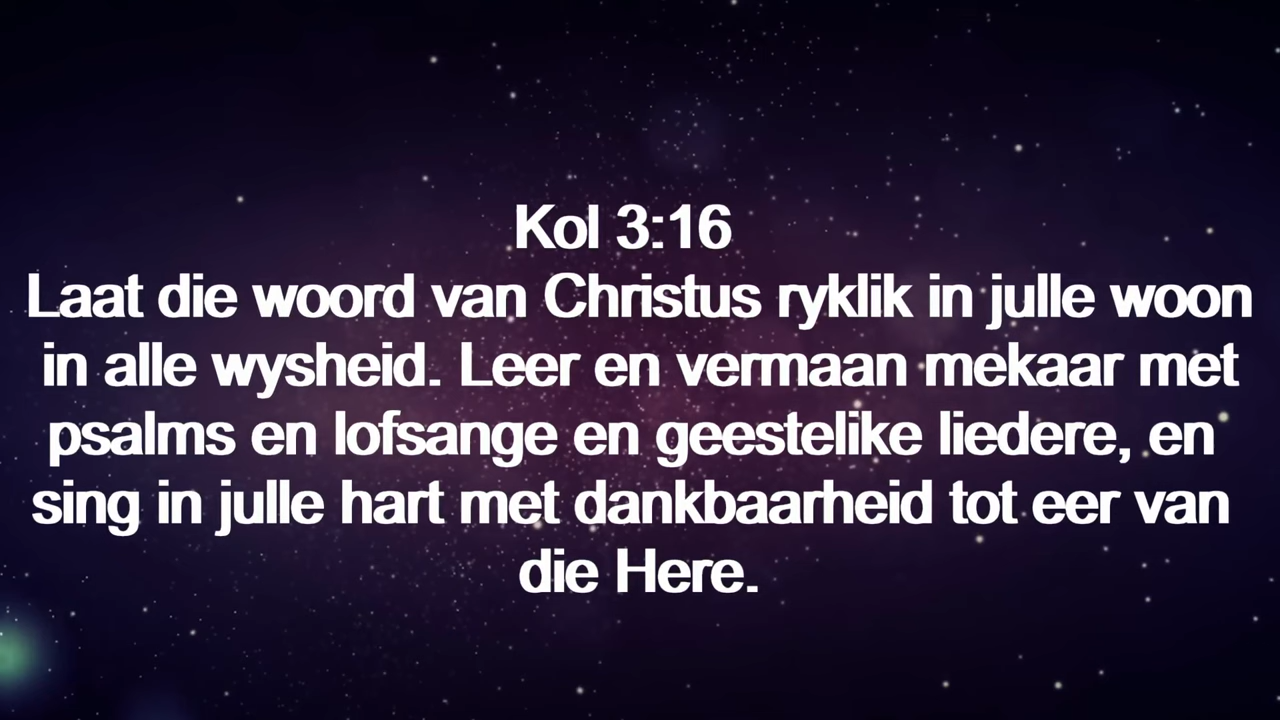 Kol 3:16
Laat die woord van Christus ryklik in julle woon
in alle wysheid. Leer en vermaan mekaar met
psalms en lofsange en geestelike liedere, en
sing in julle hart met dankbaarheid tot eer van
die Here.